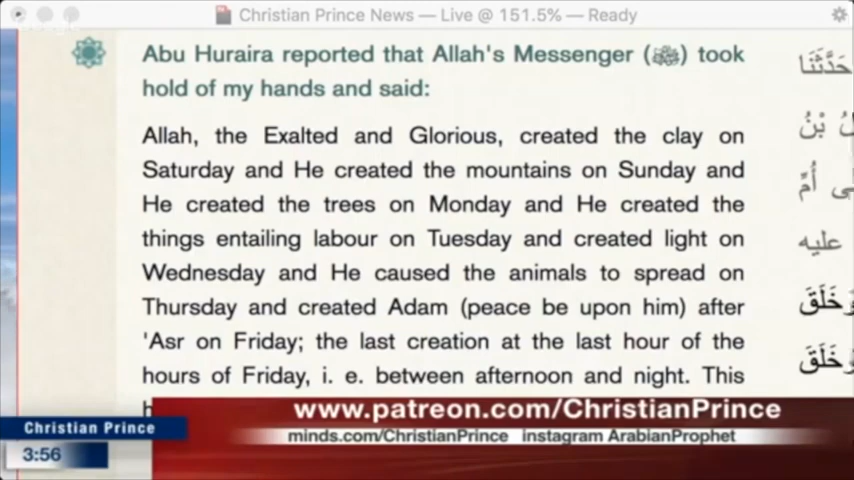 Christian Prince News — Live @ 151.5% — Ready
Abu Huraira reported that Allah's Messenger (ﷺ) took
hold of my hands and said:
Allah, the Exalted and Glorious, created the clay on
Saturday and He created the mountains on Sunday and
He created the trees on Monday and He created the
things entailing labour on Tuesday and created light on
Wednesday and He caused the animals to spread on
Thursday and created Adam (peace be upon him) after
'Asr on Friday; the last creation at the last hour of the
hours of Friday, i. e. between afternoon and night. This
حَدَّثَنَا
بْنُ
أُمِّ
عليه
وَخَلَقَ
وَخَلَقَ
www.patreon.com/ChristianPrince
minds.com/ChristianPrince instagram ArabianProphet
Christian Prince
3:56